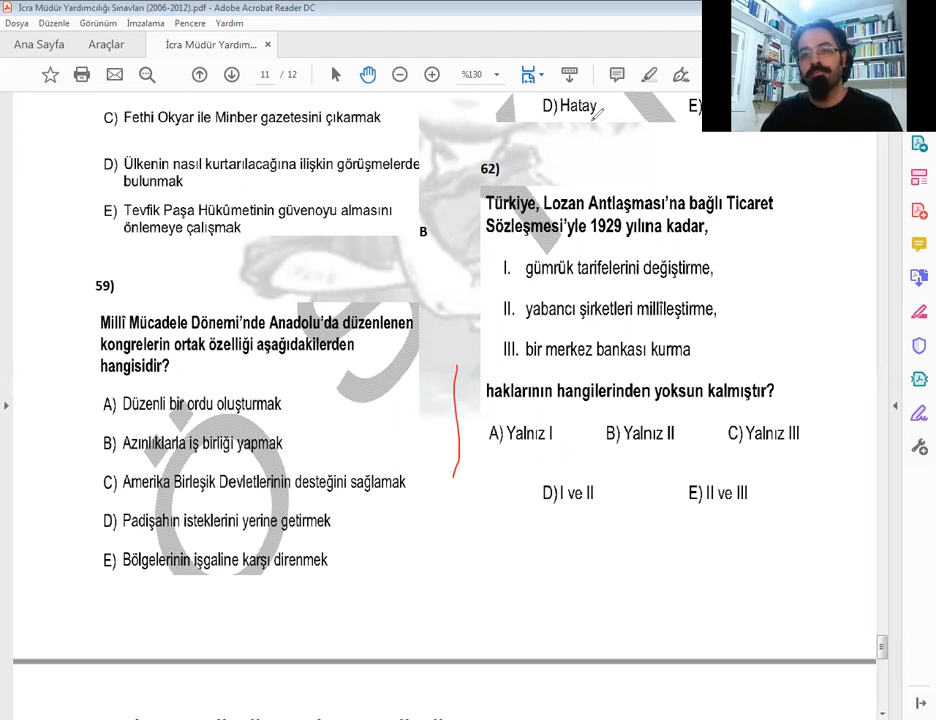 İcra Müdür Yardımcılığı Sınavları (2006-2012).pdf - Adobe Acrobat Reader DC
Dosya Düzenle Görünüm İmzalama Pencere Yardım
Ana Sayfa Araçlar İcra Müdür Yardım... ×
11 / 12 %130
C) Fethi Okyar ile Minber gazetesini çıkarmak
D) Ülkenin nasıl kurtarılacağına ilişkin görüşmelerde
bulunmak
E) Tevfik Paşa Hükûmetinin güvenoyu almasını
önlemeye çalışmak
B
59)
Millî Mücadele Dönemi'nde Anadolu'da düzenlenen
kongrelerin ortak özelliği aşağıdakilerden
hangisidir?
A) Düzenli bir ordu oluşturmak
B) Azınlıklarla iş birliği yapmak
C) Amerika Birleşik Devletlerinin desteğini sağlamak
D) Padişahın isteklerini yerine getirmek
E) Bölgelerinin işgaline karşı direnmek
D) Hatay E)
62)
Türkiye, Lozan Antlaşması'na bağlı Ticaret
Sözleşmesi'yle 1929 yılına kadar,
I. gümrük tarifelerini değiştirme,
II. yabancı şirketleri millîleştirme,
III. bir merkez bankası kurma
haklarının hangilerinden yoksun kalmıştır?
A) Yalnız I B) Yalnız II C) Yalnız III
D) I ve II E) II ve III